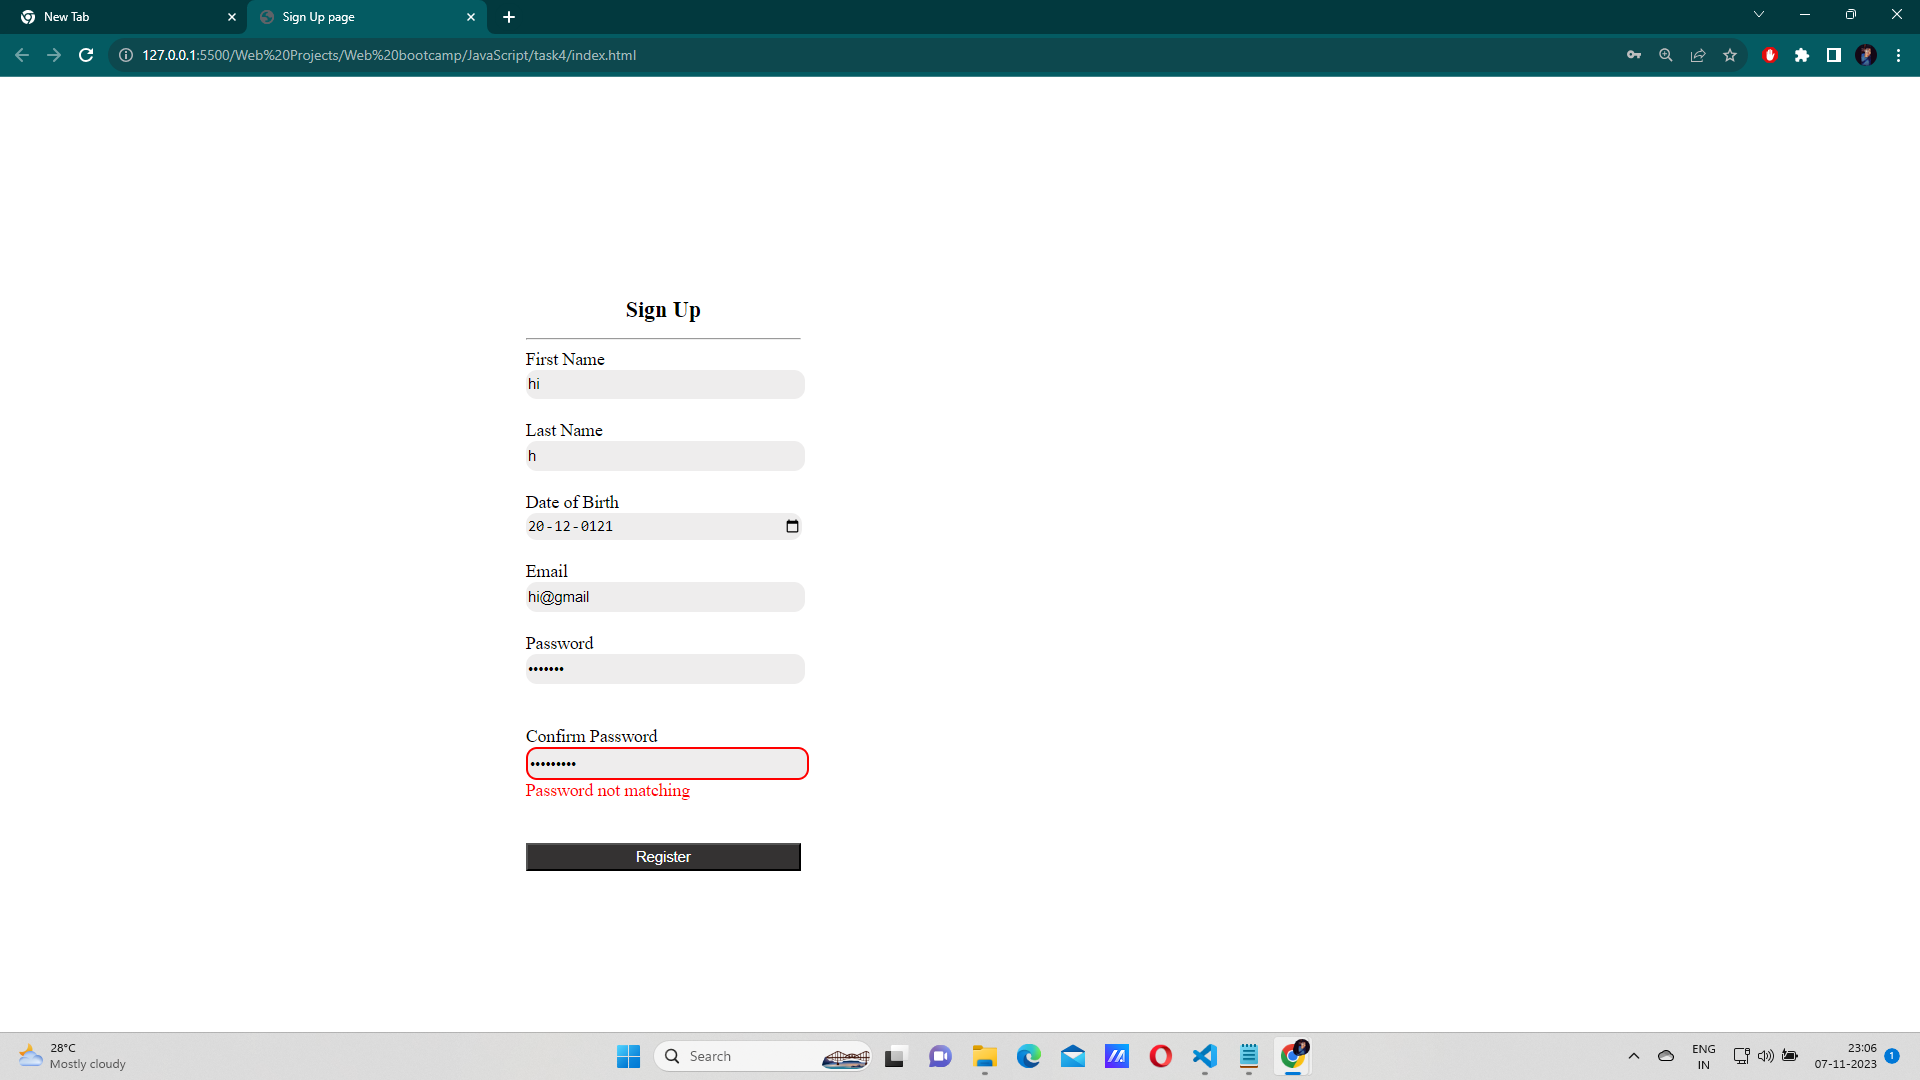 New Tab
Sign Up page
127.0.0.1:5500/Web%20Projects/Web%20bootcamp/JavaScript/task4/index.html
Sign Up
First Name
hi
Last Name
h
Date of Birth
20-12-0121
Email
hi@gmail
Password
•••••••
Confirm Password
•••••••••
Password not matching
Register
28°C
Mostly cloudy
Search
ENG
IN
23:06
07-11-2023
1